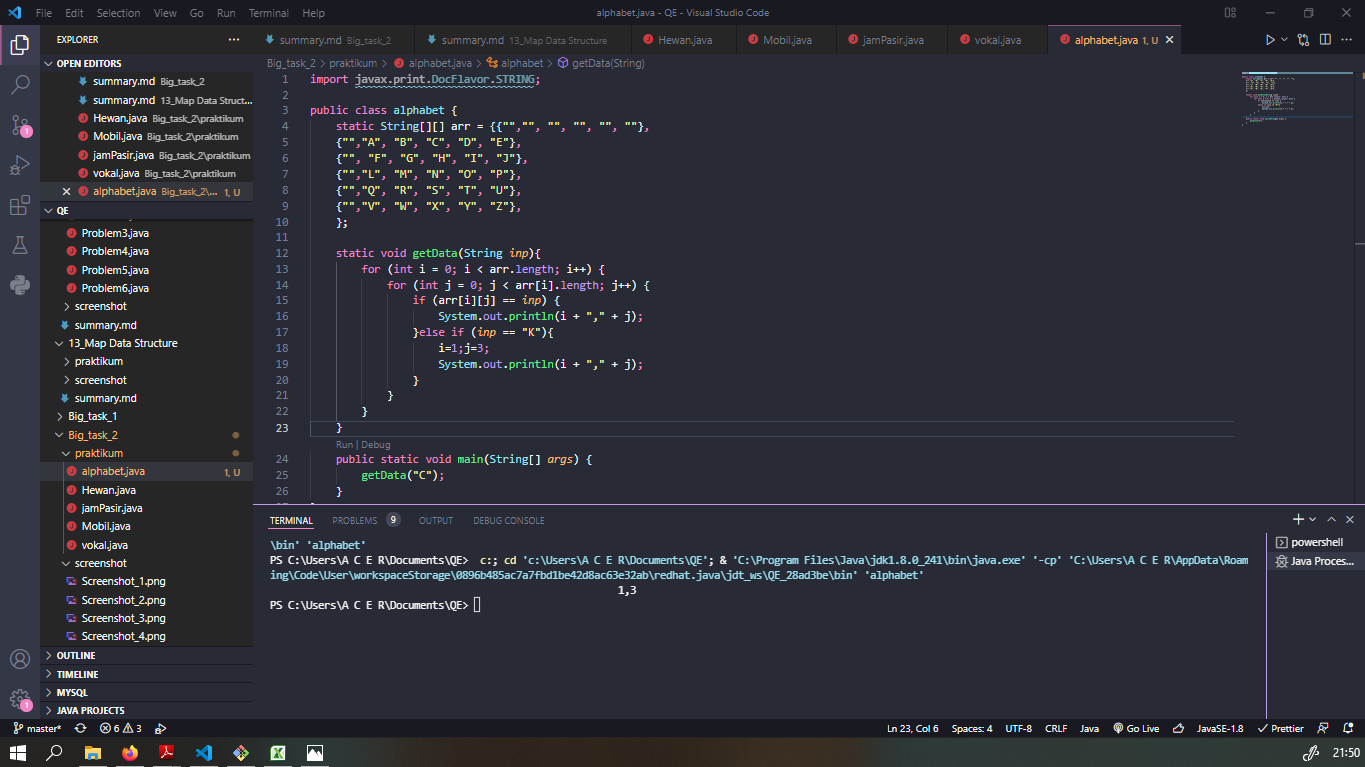 File Edit Selection View Go Run Terminal Help alphabet.java - QE - Visual Studio Code
EXPLORER
summary.md Big_task_2 summary.md 13_Map Data Structure Hewan.java Mobil.java jamPasir.java vokal.java alphabet.java 1, U
OPEN EDITORS
summary.md Big_task_2
summary.md 13_Map Data Struct...
Hewan.java Big_task_2\praktikum
Mobil.java Big_task_2\praktikum
jamPasir.java Big_task_2\praktikum
vokal.java Big_task_2\praktikum
alphabet.java Big_task_2\... 1, U
QE
Problem3.java
Problem4.java
Problem5.java
Problem6.java
screenshot
summary.md
13_Map Data Structure
praktikum
screenshot
summary.md
Big_task_1
Big_task_2
praktikum
alphabet.java 1, U
Hewan.java
jamPasir.java
Mobil.java
vokal.java
screenshot
Screenshot_1.png
Screenshot_2.png
Screenshot_3.png
Screenshot_4.png
OUTLINE
TIMELINE
MYSQL
JAVA PROJECTS
Big_task_2 > praktikum > alphabet.java > alphabet > getData(String)
1 import javax.print.DocFlavor.STRING;
2
3 public class alphabet {
4 static String[][] arr = {{"","", "", "", "", ""},
5 {"","A", "B", "C", "D", "E"},
6 {"", "F", "G", "H", "I", "J"},
7 {"","L", "M", "N", "O", "P"},
8 {"","Q", "R", "S", "T", "U"},
9 {"","V", "W", "X", "Y", "Z"},
10 };
11
12 static void getData(String inp){
13 for (int i = 0; i < arr.length; i++) {
14 for (int j = 0; j < arr[i].length; j++) {
15 if (arr[i][j] == inp) {
16 System.out.println(i + "," + j);
17 }else if (inp == "K"){
18 i=1;j=3;
19 System.out.println(i + "," + j);
20 }
21 }
22 }
23 }
Run | Debug
24 public static void main(String[] args) {
25 getData("C");
26 }
TERMINAL PROBLEMS 9 OUTPUT DEBUG CONSOLE
\bin' 'alphabet'
PS C:\Users\A C E R\Documents\QE> c:; cd 'c:\Users\A C E R\Documents\QE'; & 'C:\Program Files\Java\jdk1.8.0_241\bin\java.exe' '-cp' 'C:\Users\A C E R\AppData\Roam
ing\Code\User\workspaceStorage\0896b485ac7a7fbd1be42d8ac63e32ab\redhat.java\jdt_ws\QE_28ad3be\bin' 'alphabet'
1,3
PS C:\Users\A C E R\Documents\QE>
powershell
Java Proces...
1
1
master* 6 3 Ln 23, Col 6 Spaces: 4 UTF-8 CRLF Java Go Live JavaSE-1.8 Prettier
21:50